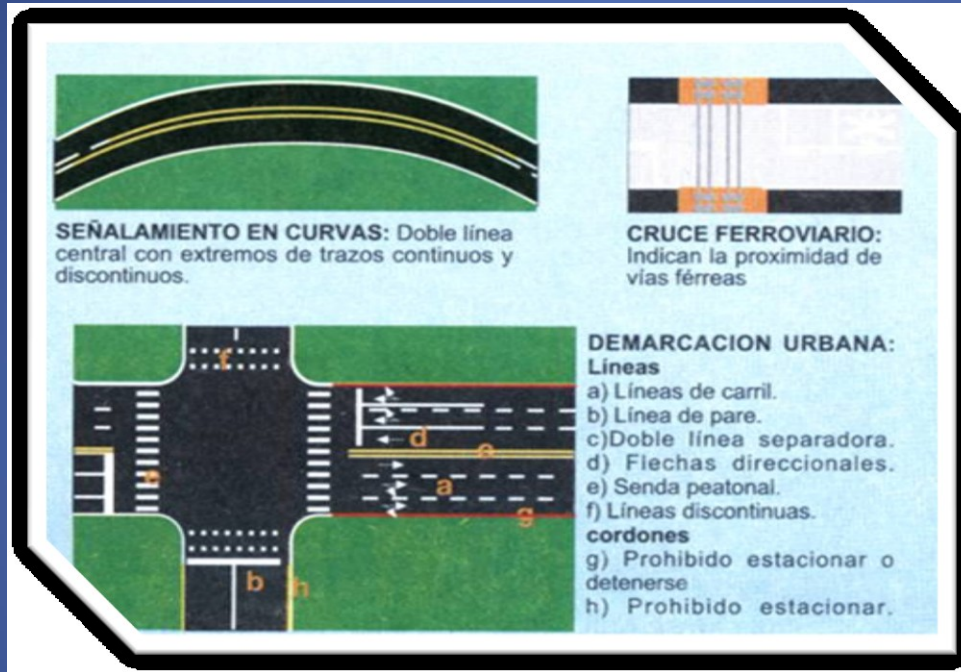 SEÑALAMIENTO EN CURVAS: Doble línea
central con extremos de trazos continuos y
discontinuos.
CRUCE FERROVIARIO:
Indican la proximidad de
vías férreas
f
d
e
e
a
g
b
h
DEMARCACION URBANA:
Líneas
a) Líneas de carril.
b) Línea de pare.
c)Doble línea separadora.
d) Flechas direccionales.
e) Senda peatonal.
f) Líneas discontinuas.
cordones
g) Prohibido estacionar o
detenerse
h) Prohibido estacionar.